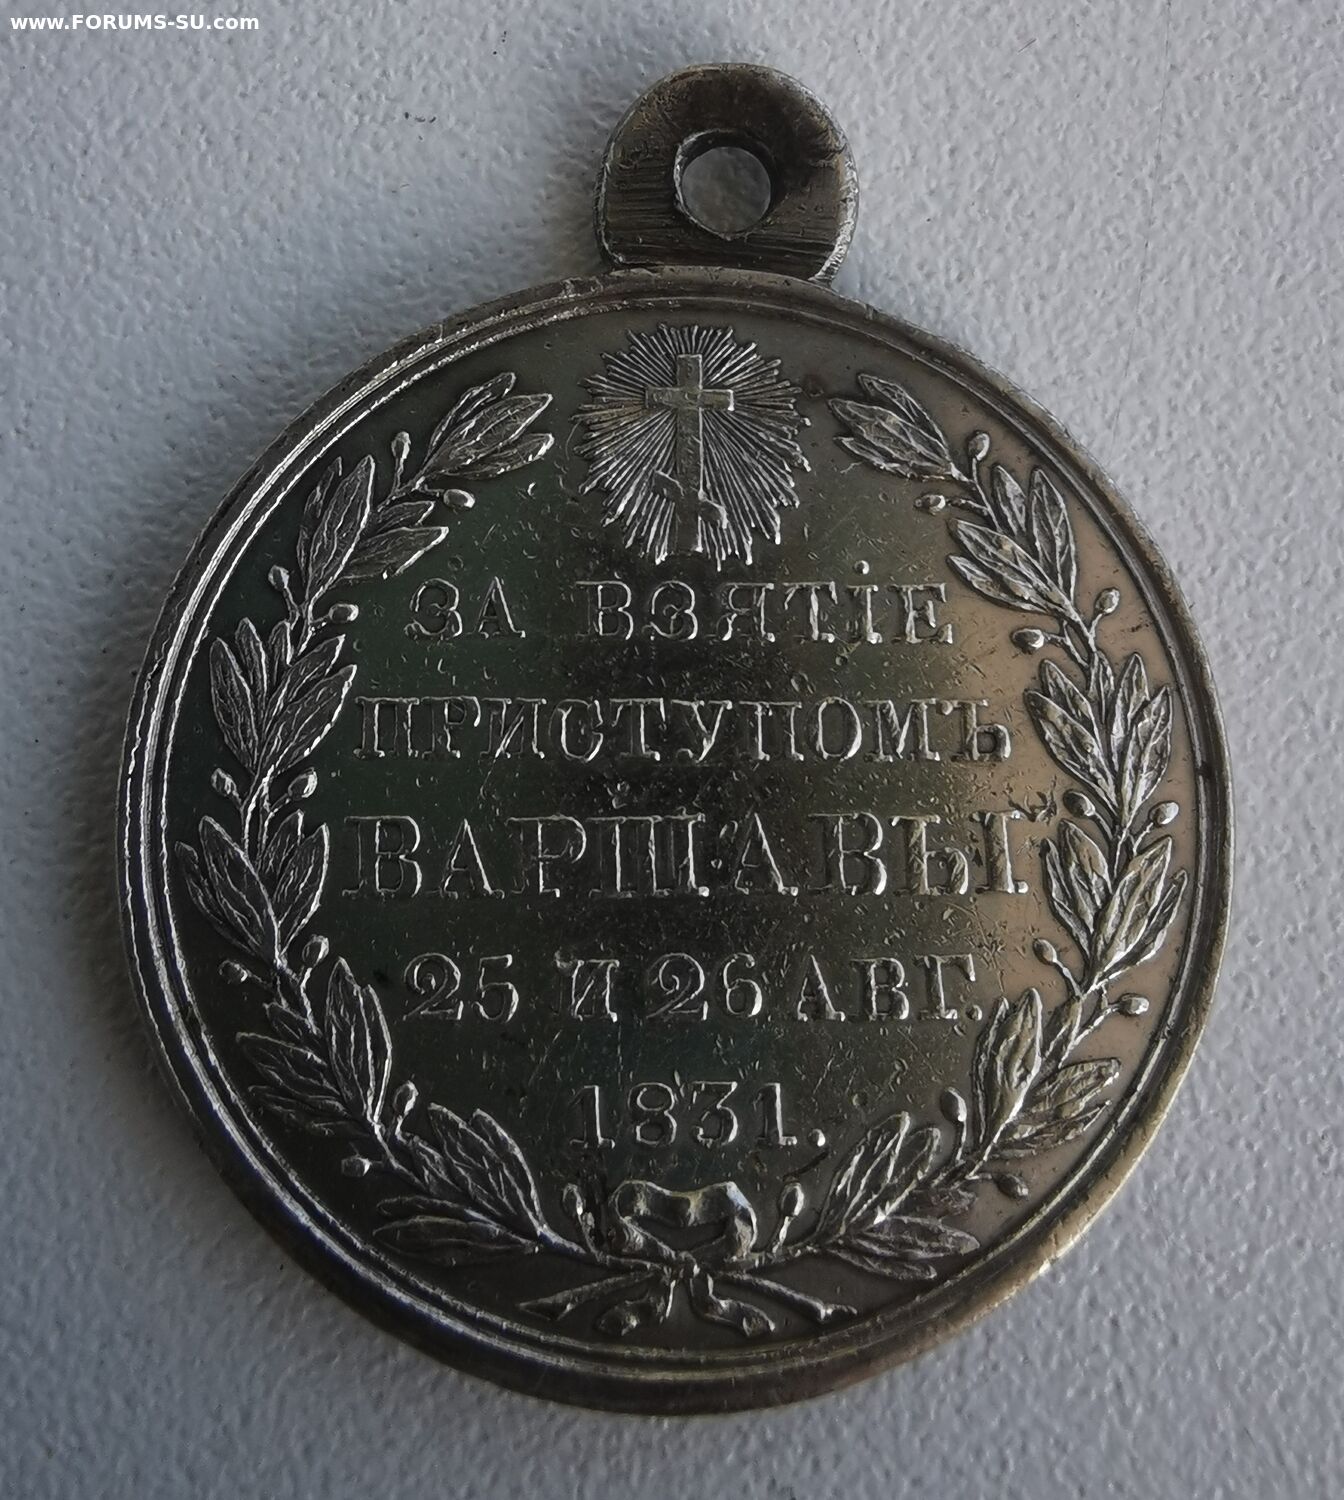 www.FORUMS-SU.com
ЗА ВЗЯТІЕ
ПРИСТУПОМЪ
ВАРШАВЫ
25 И 26 АВГ.
1831.